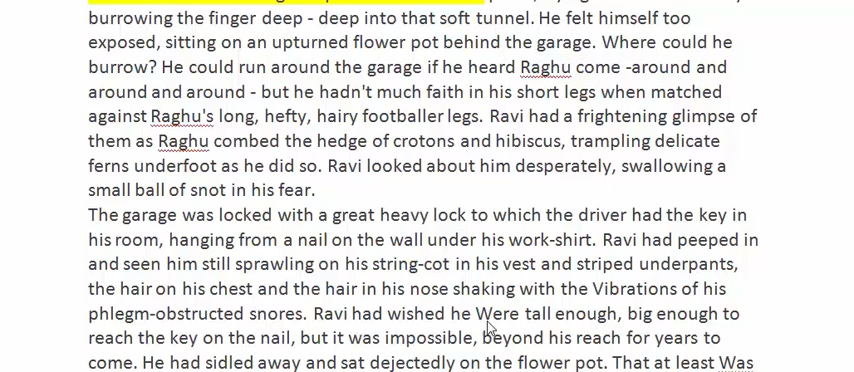 burrowing the finger deep - deep into that soft tunnel. He felt himself too
exposed, sitting on an upturned flower pot behind the garage. Where could he
burrow? He could run around the garage if he heard Raghu come -around and
around and around - but he hadn't much faith in his short legs when matched
against Raghu's long, hefty, hairy footballer legs. Ravi had a frightening glimpse of
them as Raghu combed the hedge of crotons and hibiscus, trampling delicate
ferns underfoot as he did so. Ravi looked about him desperately, swallowing a
small ball of snot in his fear.
The garage was locked with a great heavy lock to which the driver had the key in
his room, hanging from a nail on the wall under his work-shirt. Ravi had peeped in
and seen him still sprawling on his string-cot in his vest and striped underpants,
the hair on his chest and the hair in his nose shaking with the Vibrations of his
phlegm-obstructed snores. Ravi had wished he Were tall enough, big enough to
reach the key on the nail, but it was impossible, beyond his reach for years to
come. He had sidled away and sat dejectedly on the flower pot. That at least Was